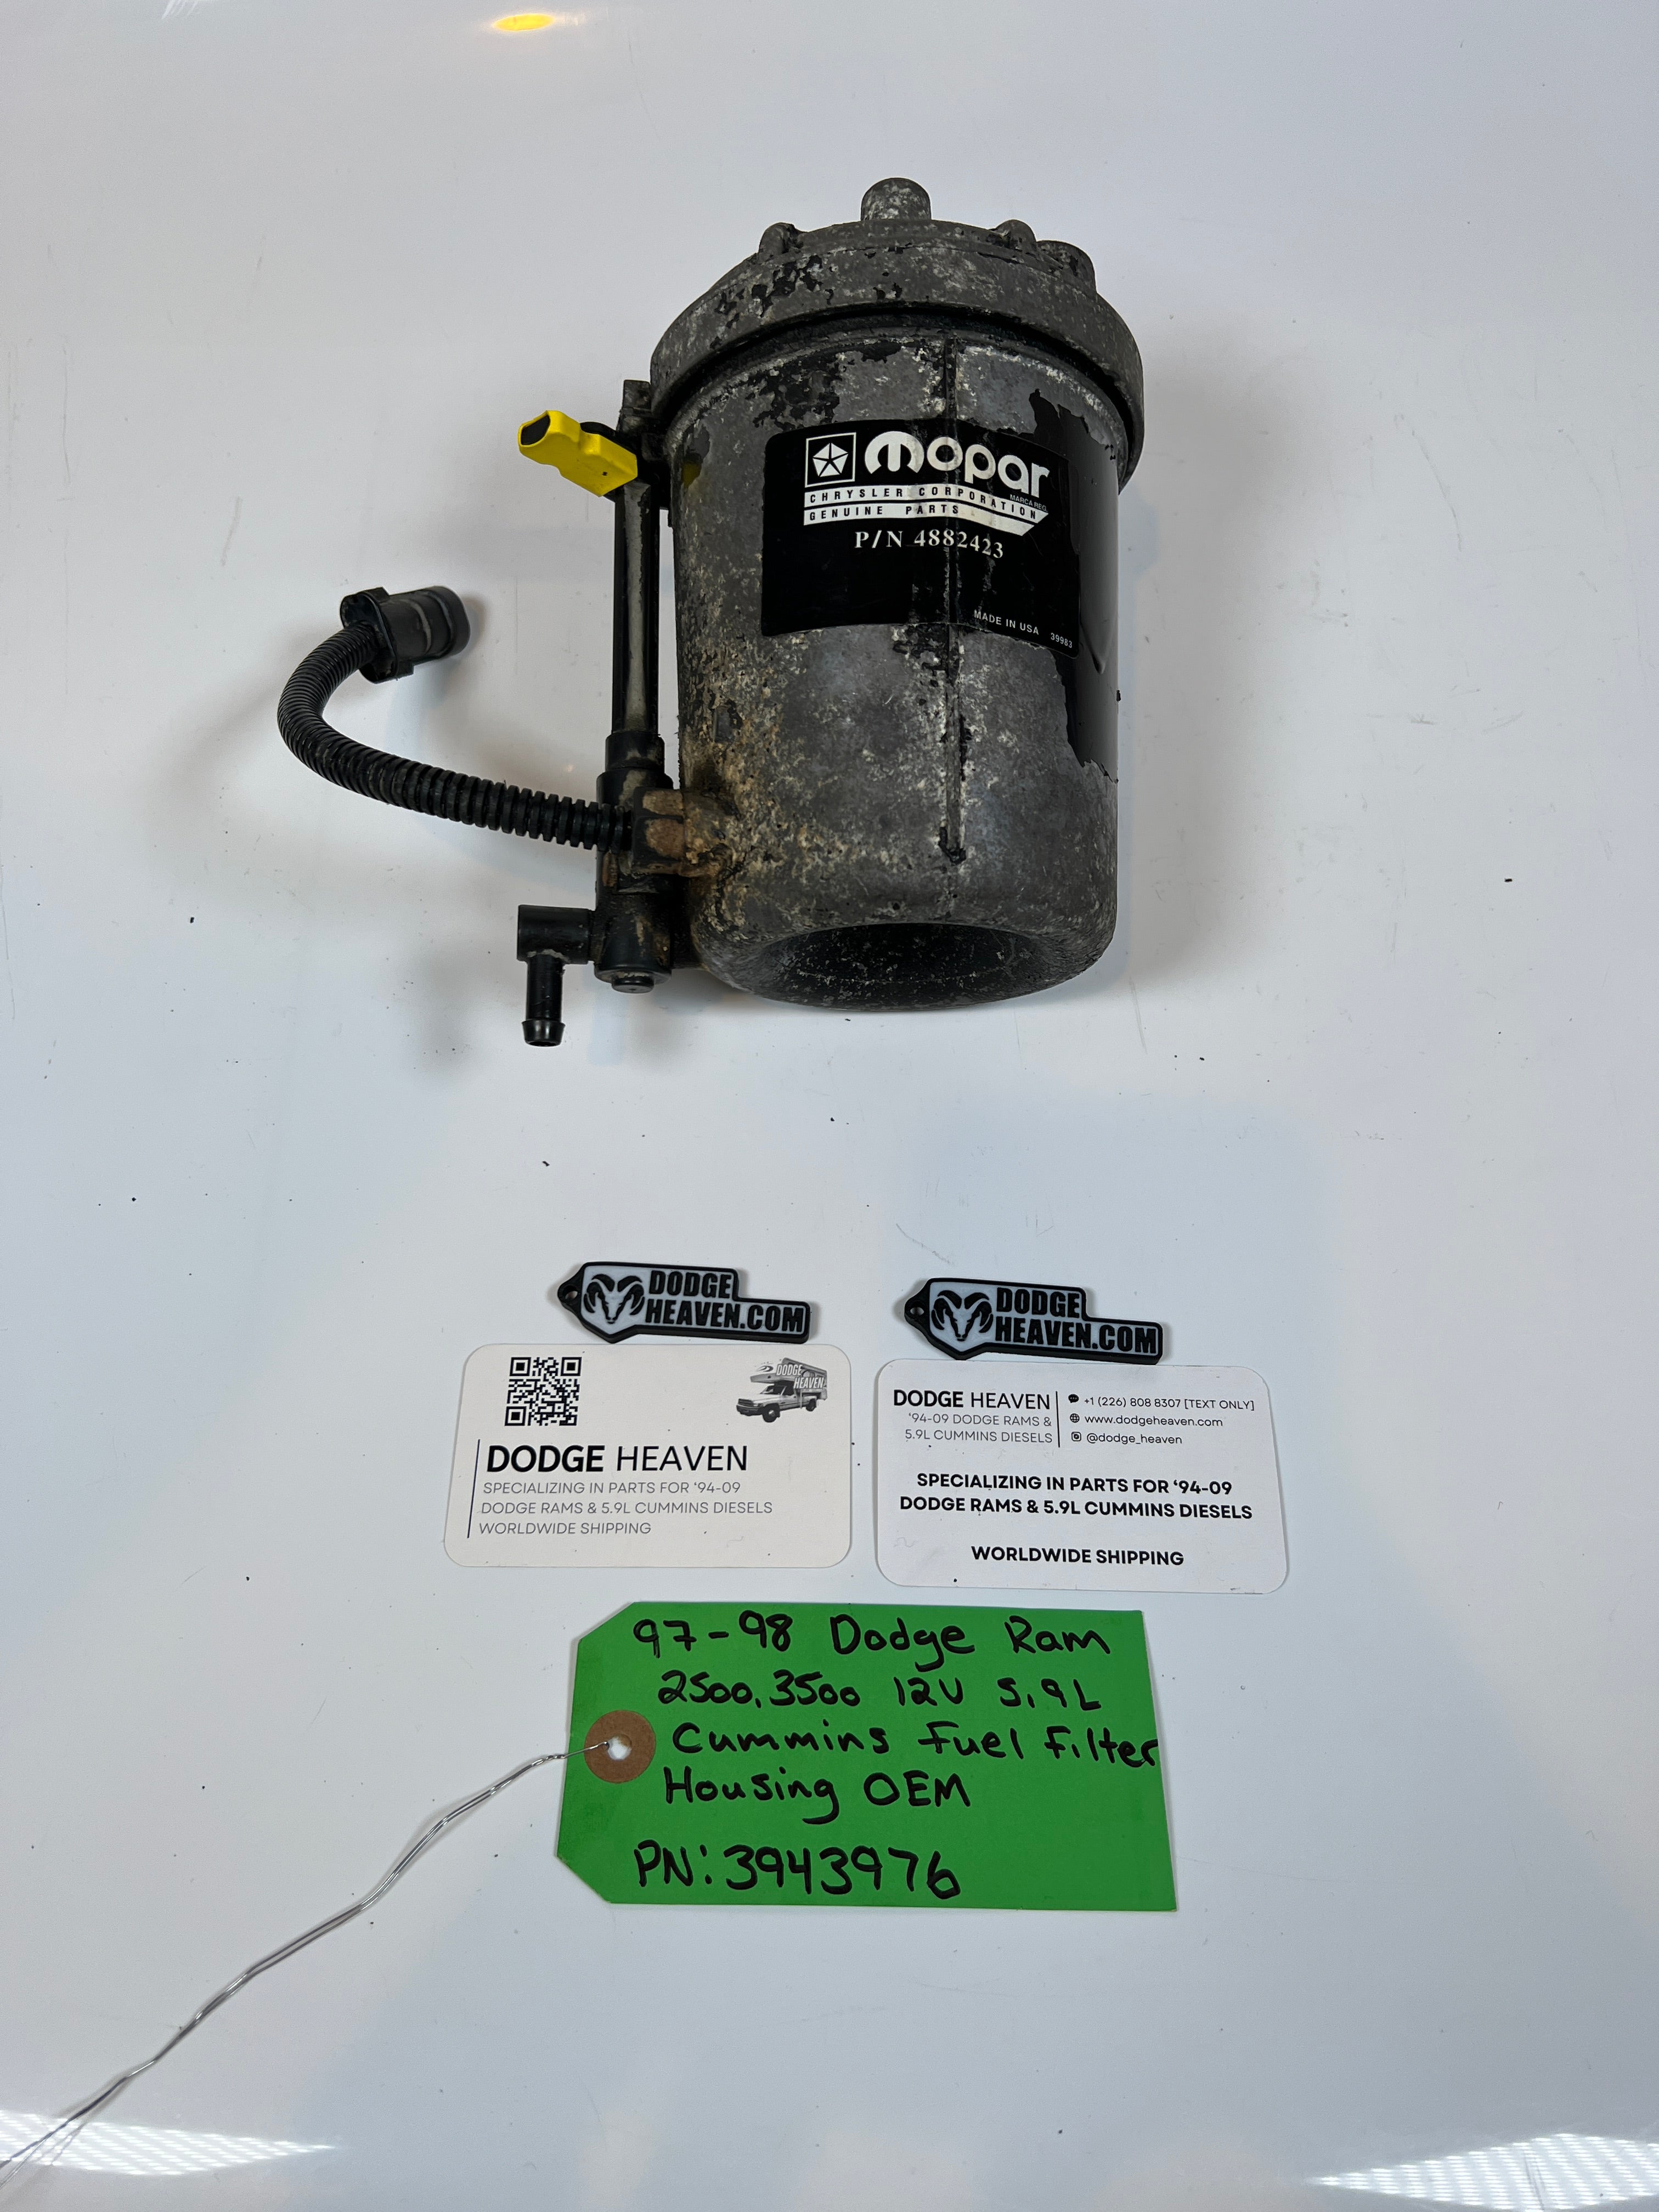 mopar
MARCA REG.
CHRYSLER CORPORATION
GENUINE PARTS
P/N 4882423
MADE IN USA 39983
DODGE
HEAVEN.COM
DODGE
HEAVEN.COM
DODGE
HEAVEN
DODGE HEAVEN
SPECIALIZING IN PARTS FOR '94-09
DODGE RAMS & 5.9L CUMMINS DIESELS
WORLDWIDE SHIPPING
DODGE HEAVEN
'94-09 DODGE RAMS &
5.9L CUMMINS DIESELS
+1 (226) 808 8307 [TEXT ONLY]
www.dodgeheaven.com
@dodge_heaven
SPECIALIZING IN PARTS FOR '94-09
DODGE RAMS & 5.9L CUMMINS DIESELS
WORLDWIDE SHIPPING
97-98 Dodge Ram
2500, 3500 12V 5.9L
Cummins Fuel Filter
Housing OEM
PN: 3943976